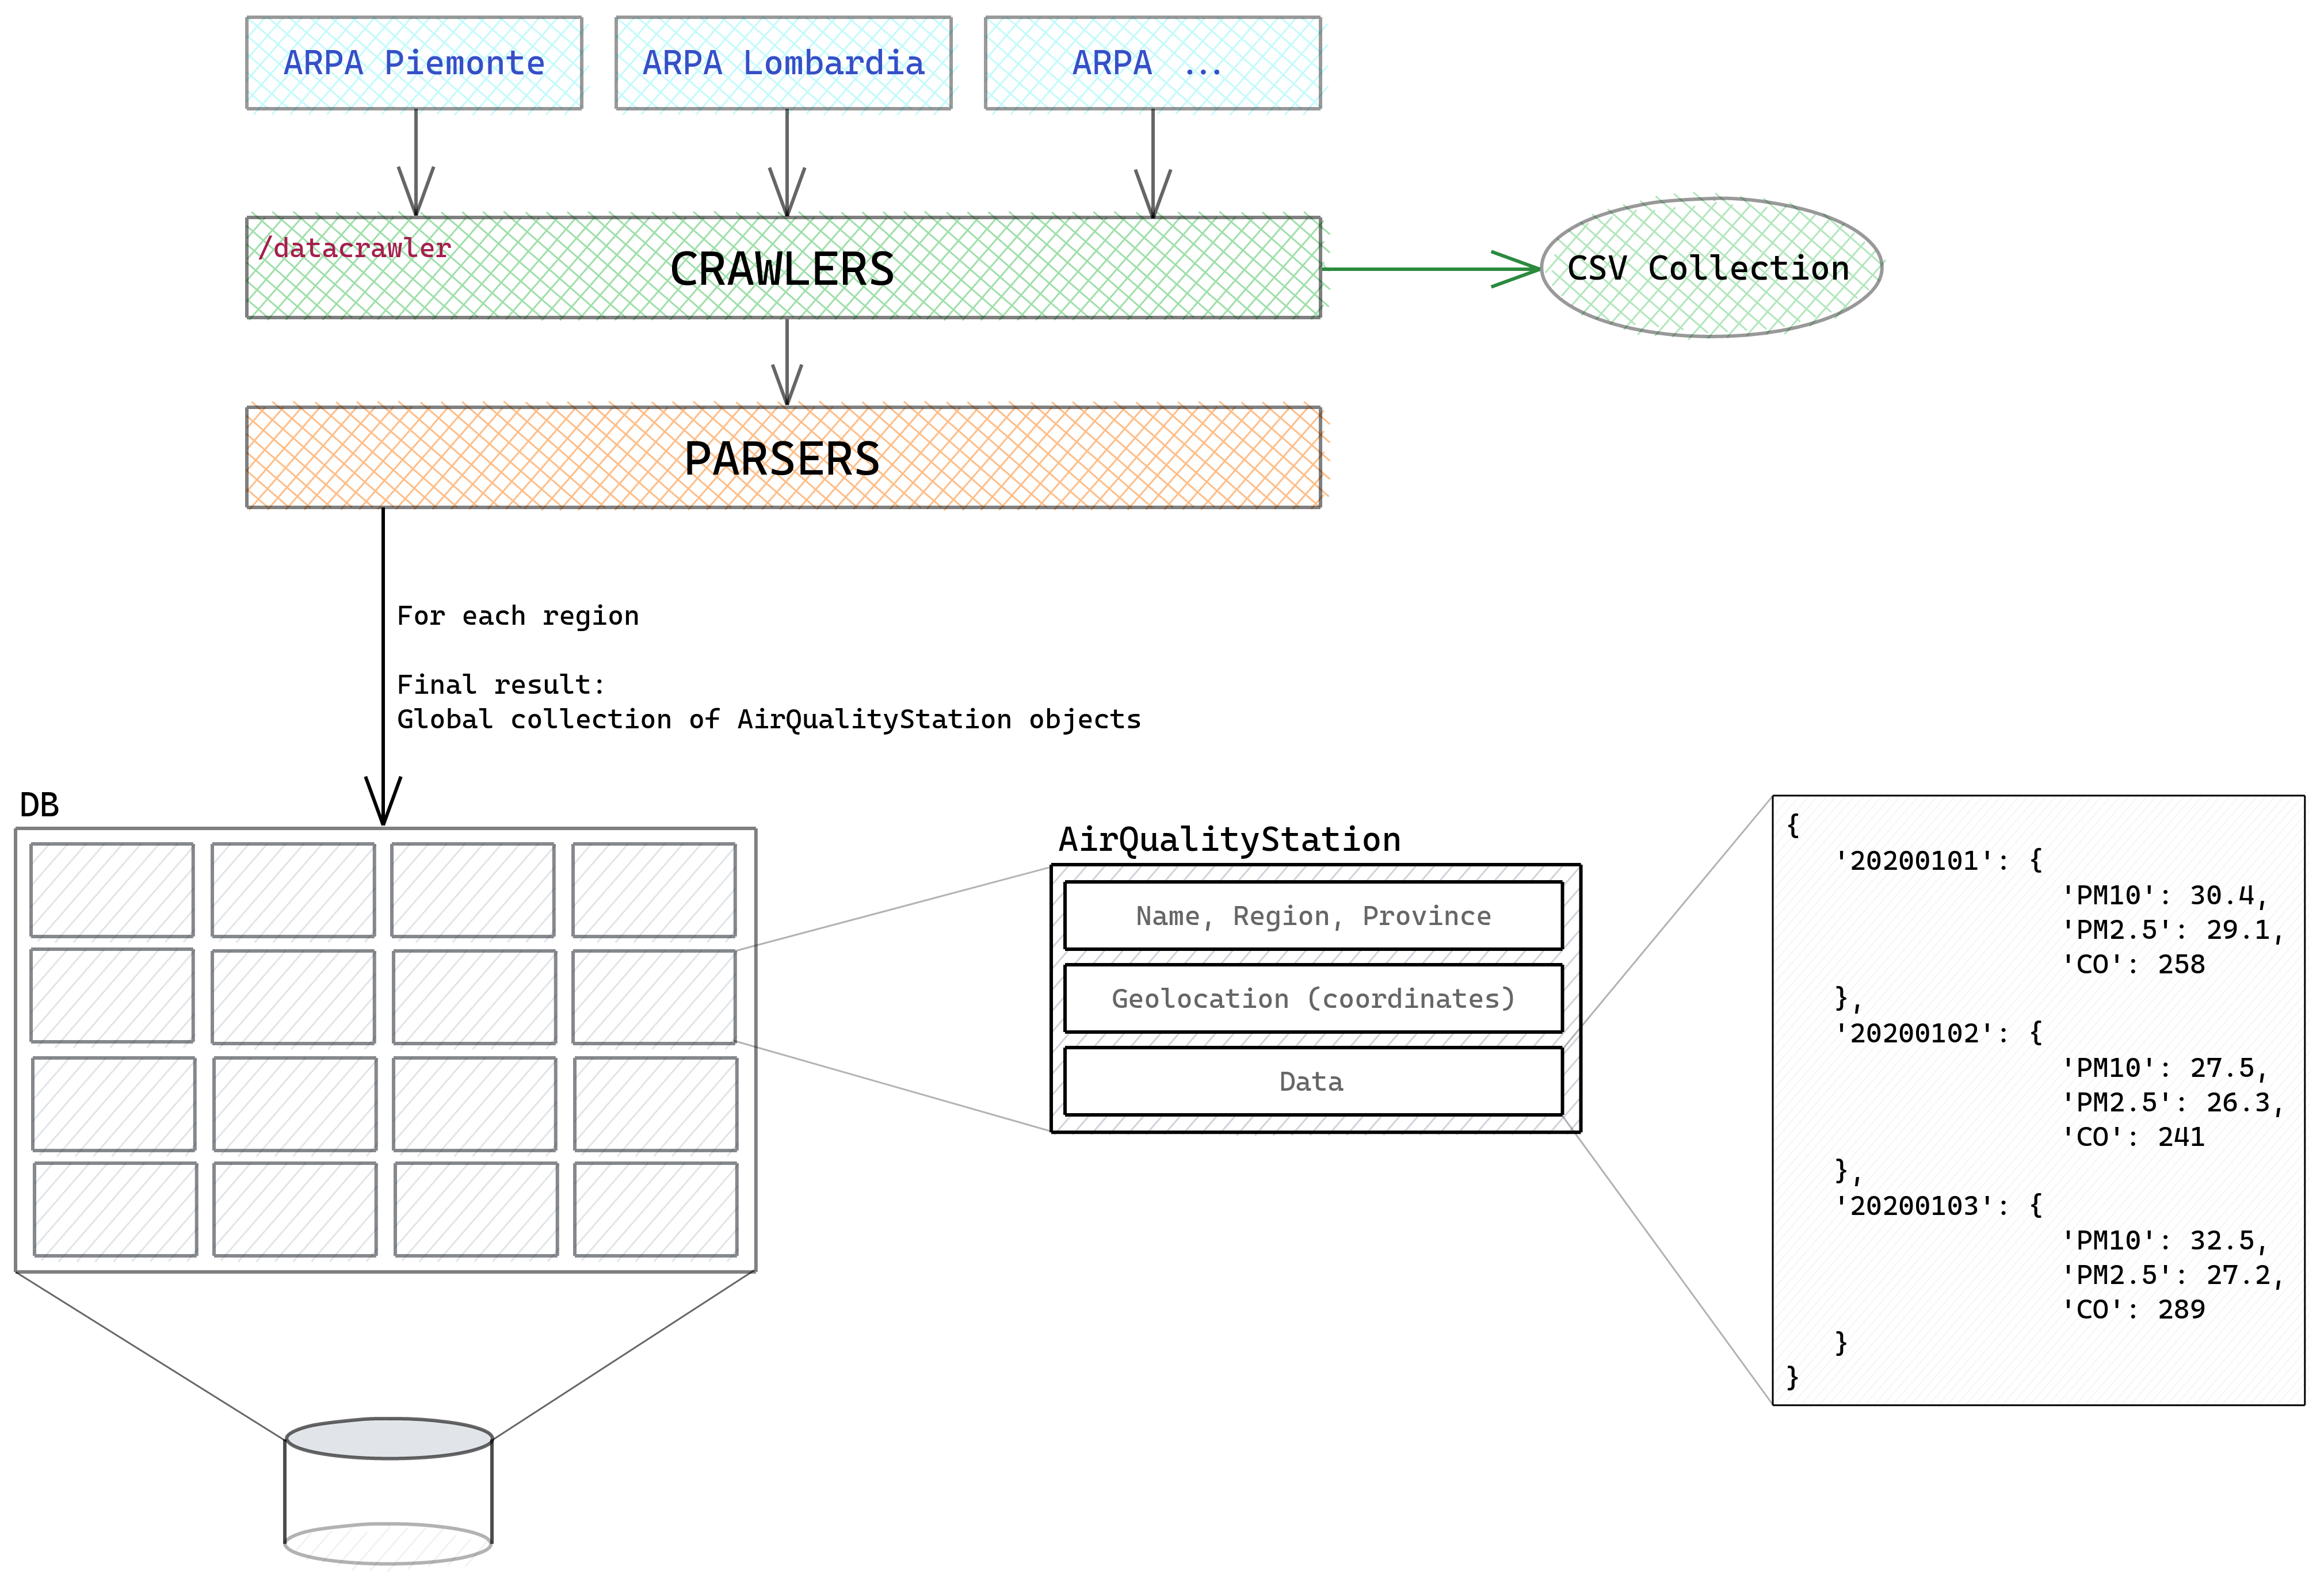 ARPA Piemonte
ARPA Lombardia
ARPA ...
/datacrawler
CRAWLERS
CSV Collection
PARSERS
For each region
Final result:
Global collection of AirQualityStation objects
DB
AirQualityStation
Name, Region, Province
Geolocation (coordinates)
Data
{
'20200101': {
'PM10': 30.4,
'PM2.5': 29.1,
'CO': 258
},
'20200102': {
'PM10': 27.5,
'PM2.5': 26.3,
'CO': 241
},
'20200103': {
'PM10': 32.5,
'PM2.5': 27.2,
'CO': 289
}
}